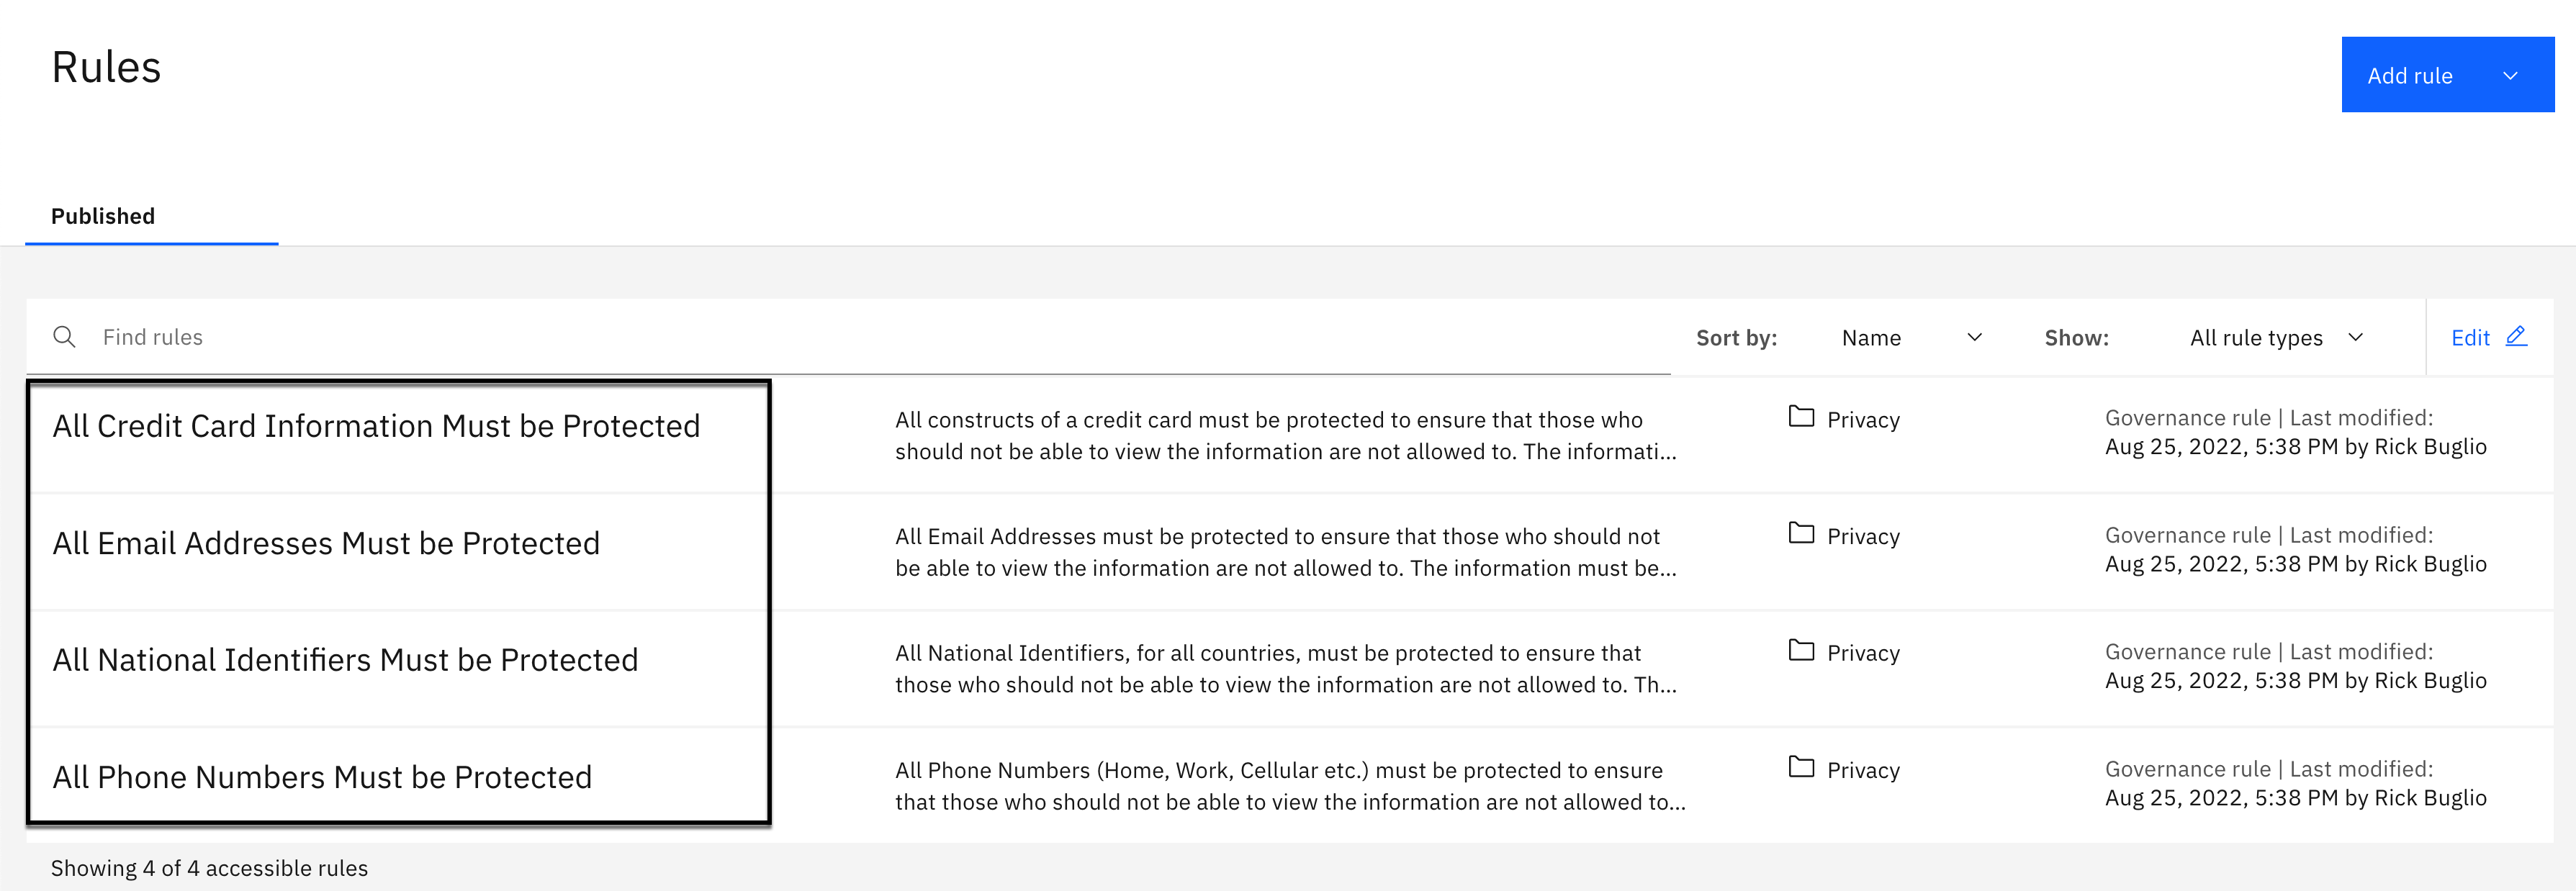 Rules
Add rule
Published
Find rules
Sort by:
Name
Show:
All rule types
Edit
All Credit Card Information Must be Protected
All constructs of a credit card must be protected to ensure that those who
should not be able to view the information are not allowed to. The informati...
Privacy
Governance rule | Last modified:
Aug 25, 2022, 5:38 PM by Rick Buglio
All Email Addresses Must be Protected
All Email Addresses must be protected to ensure that those who should not
be able to view the information are not allowed to. The information must be...
Privacy
Governance rule | Last modified:
Aug 25, 2022, 5:38 PM by Rick Buglio
All National Identifiers Must be Protected
All National Identifiers, for all countries, must be protected to ensure that
those who should not be able to view the information are not allowed to. Th...
Privacy
Governance rule | Last modified:
Aug 25, 2022, 5:38 PM by Rick Buglio
All Phone Numbers Must be Protected
All Phone Numbers (Home, Work, Cellular etc.) must be protected to ensure
that those who should not be able to view the information are not allowed to...
Privacy
Governance rule | Last modified:
Aug 25, 2022, 5:38 PM by Rick Buglio
Showing 4 of 4 accessible rules